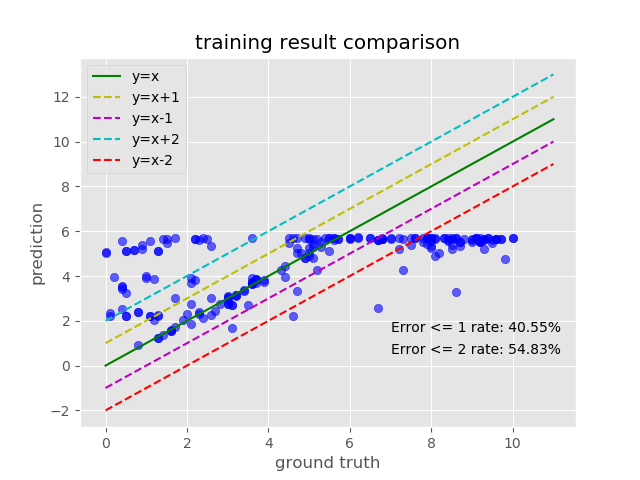 training result comparison
y=x
y=x+1
y=x-1
y=x+2
y=x-2
12
10
8
6
4
2
0
−2
prediction
Error <= 1 rate: 40.55%
Error <= 2 rate: 54.83%
0 2 4 6 8 10
ground truth